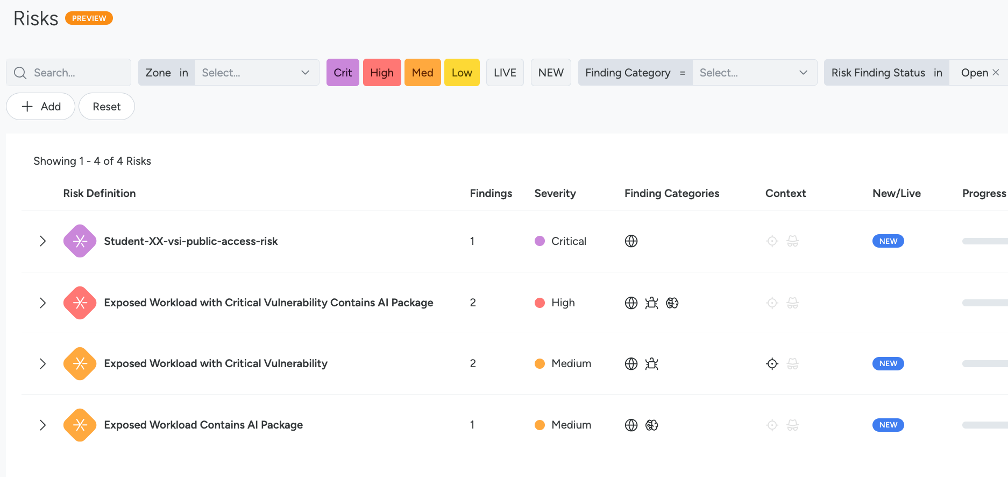 Risks PREVIEW
Search... Zone in Select... Crit High Med Low LIVE NEW Finding Category = Select... Risk Finding Status in Open ×
+ Add Reset
Showing 1 - 4 of 4 Risks
Risk Definition Findings Severity Finding Categories Context New/Live Progress
Student-XX-vsi-public-access-risk 1 Critical NEW
Exposed Workload with Critical Vulnerability Contains AI Package 2 High
Exposed Workload with Critical Vulnerability 2 Medium NEW
Exposed Workload Contains AI Package 1 Medium NEW